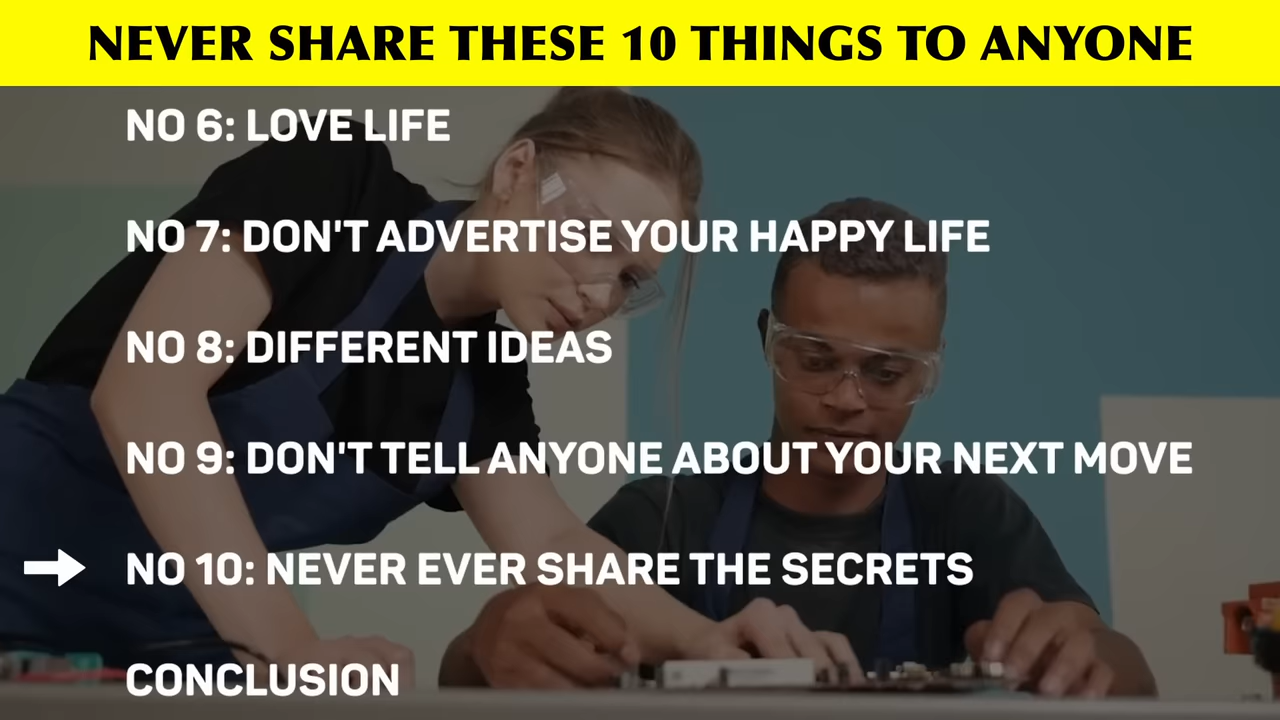 NEVER SHARE THESE 10 THINGS TO ANYONE
NO 6: LOVE LIFE
NO 7: DON'T ADVERTISE YOUR HAPPY LIFE
NO 8: DIFFERENT IDEAS
NO 9: DON'T TELL ANYONE ABOUT YOUR NEXT MOVE
NO 10: NEVER EVER SHARE THE SECRETS
CONCLUSION